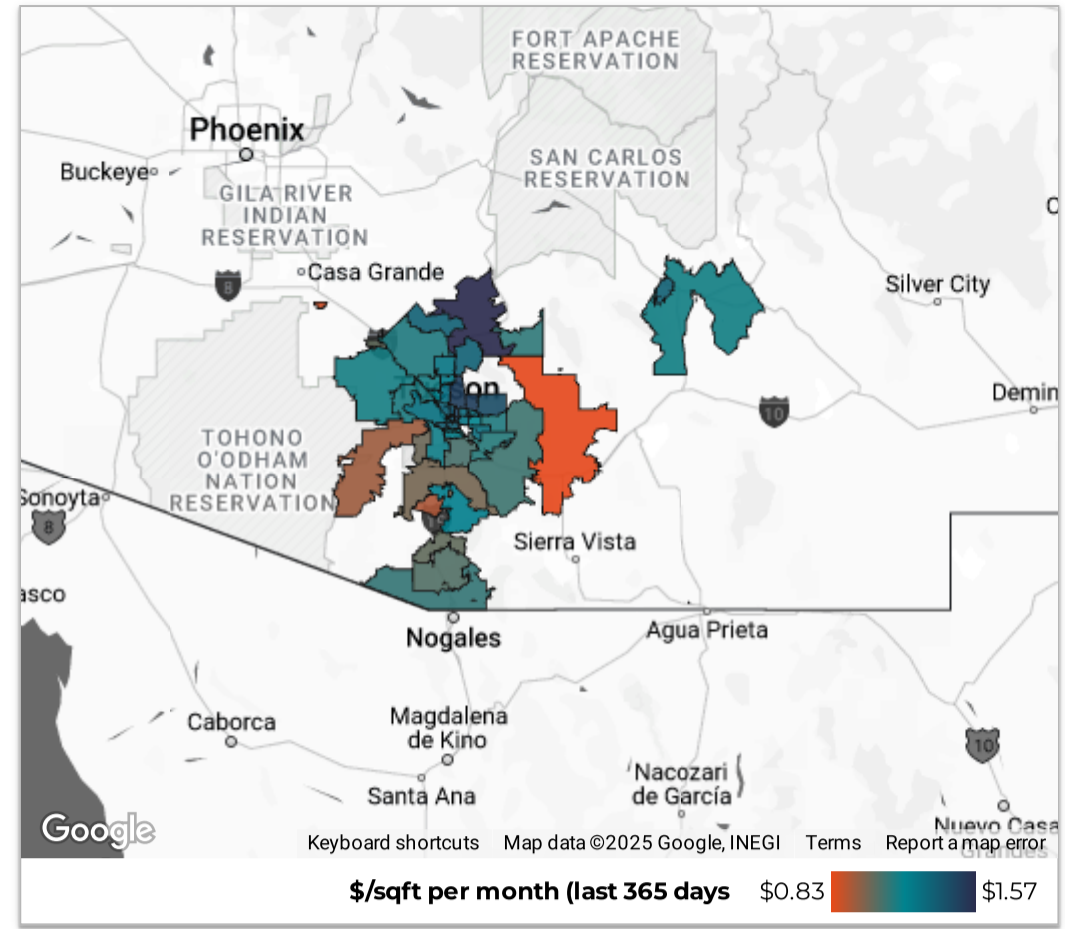 FORT APACHE
RESERVATION
Phoenix
Buckeye
SAN CARLOS
RESERVATION
GILA RIVER
INDIAN
RESERVATION
Casa Grande
8
Silver City
on
10
Demin
TOHONO
O'ODHAM
NATION
RESERVATION
Sonoyta
8
Sierra Vista
asco
Nogales
Agua Prieta
Caborca
Magdalena
de Kino
10
Santa Ana
Nacozari
de García
Nuevo Casa
Grandes
Google
Keyboard shortcuts
Map data ©2025 Google, INEGI
Terms
Report a map error
$/sqft per month (last 365 days
$0.83
$1.57